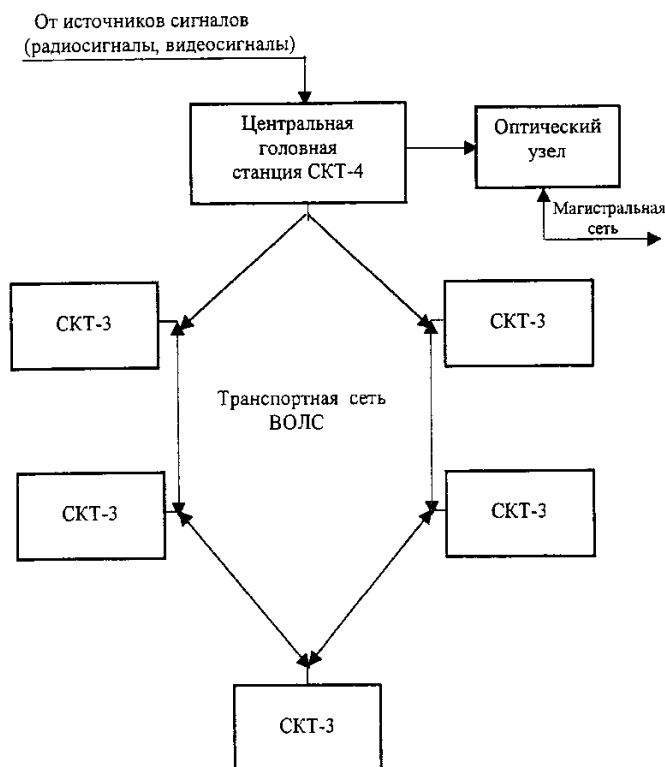 От источников сигналов
(радиосигналы, видеосигналы)
Центральная
головная
станция СКТ-4
Оптический
узел
Магистральная
сеть
СКТ-3
СКТ-3
Транспортная сеть
ВОЛС
СКТ-3
СКТ-3
СКТ-3